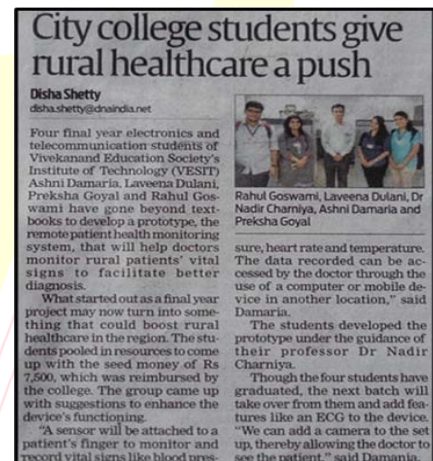 City college students give
rural healthcare a push
Disha Shetty
disha.shetty@dnaindia.net
Four final year electronics and
telecommunication students of
Vivekanand Education Society's
Institute of Technology (VESIT)
Ashni Damaria, Laveena Dulani,
Preksha Goyal and Rahul Gos-
wami have gone beyond text-
books to develop a prototype, the
remote patient health monitoring
system, that will help doctors
monitor rural patients' vital
signs to facilitate better
diagnosis.
What started out as a final year
project may now turn into some-
thing that could boost rural
healthcare in the region. The stu-
dents pooled in resources to come
up with the seed money of Rs
7,500, which was reimbursed by
the college. The group came up
with suggestions to enhance the
device's functioning.
"A sensor will be attached to a
patient's finger to monitor and
record vital signs like blood pres-
Rahul Goswami, Laveena Dulani, Dr
Nadir Charniya, Ashni Damaria and
Preksha Goyal
sure, heart rate and temperature.
The data recorded can be ac-
cessed by the doctor through the
use of a computer or mobile de-
vice in another location," said
Damaria.
The students developed the
prototype under the guidance of
their professor Dr Nadir
Charniya.
Though the four students have
graduated, the next batch will
take over from them and add fea-
tures like an ECG to the device.
"We can add a camera to the set
up, thereby allowing the doctor to
see the patient," said Damania.